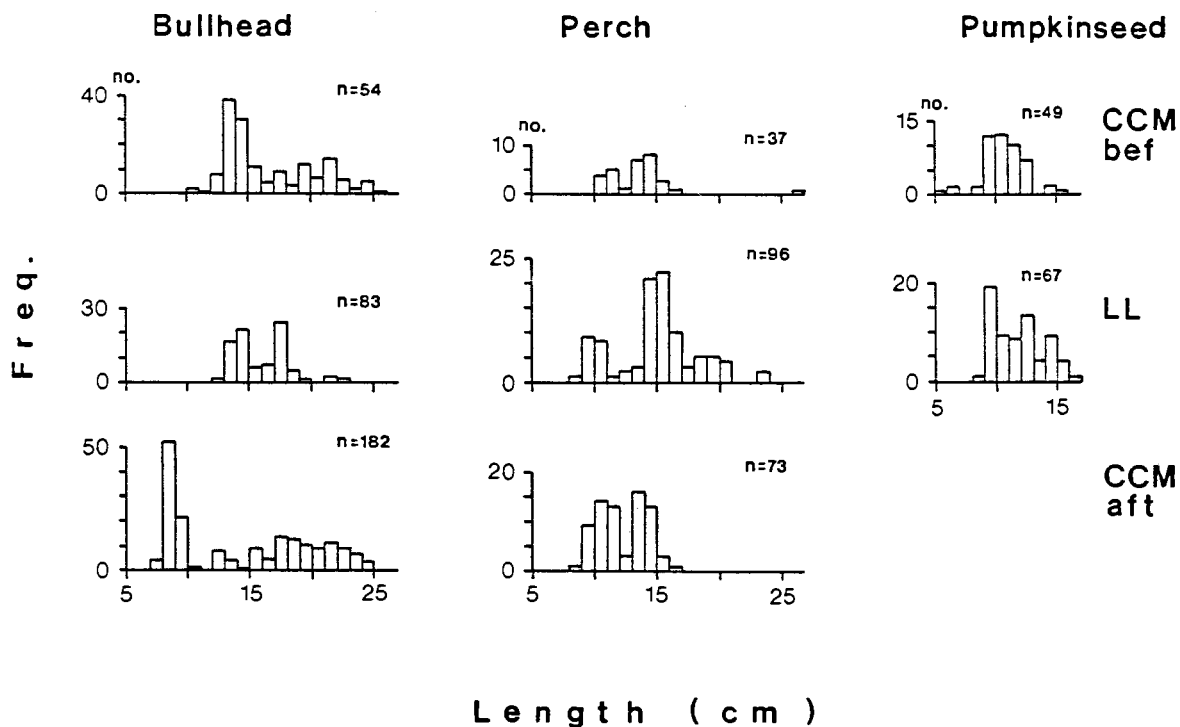 Bullhead Perch Pumpkinseed
no. n=54
40
20
0
no. n=37
10
0
no. n=49
15
0
CCM
bef
Freq.
n=83
30
0
n=96
25
0
n=67
20
0
5 15
LL
n=182
50
0
5 15 25
n=73
20
0
5 15 25
CCM
aft
Length (cm)